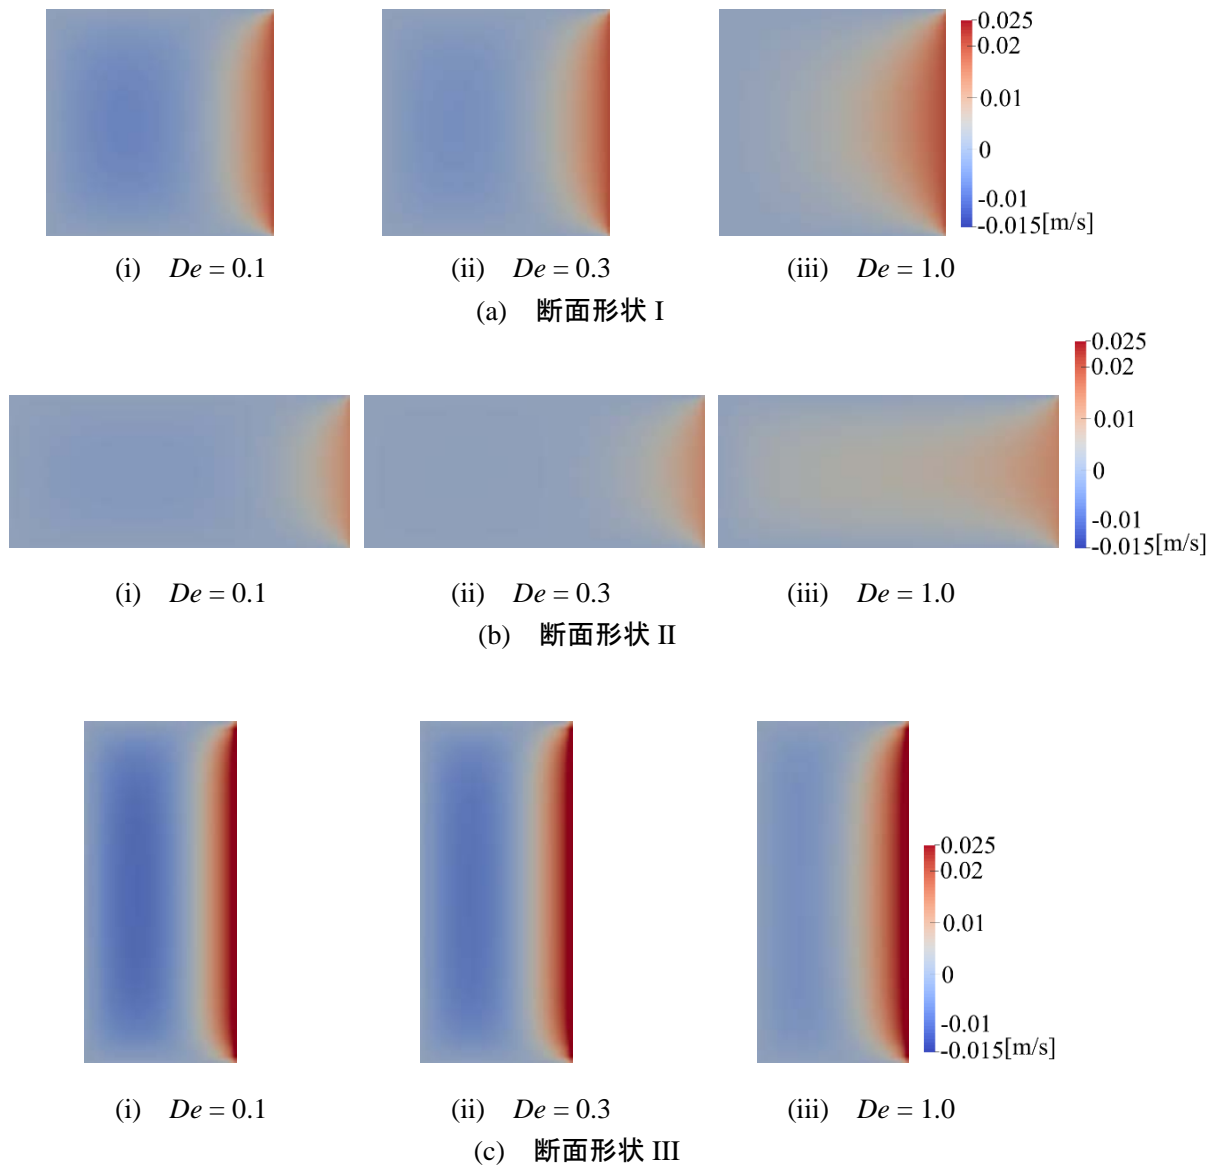 0.025
0.02
0.01
0
-0.01
-0.015[m/s]
(i) De = 0.1
(ii) De = 0.3
(iii) De = 1.0
(a) 断面形状 I
0.025
0.02
0.01
0
-0.01
-0.015[m/s]
(i) De = 0.1
(ii) De = 0.3
(iii) De = 1.0
(b) 断面形状 II
0.025
0.02
0.01
0
-0.01
-0.015[m/s]
(i) De = 0.1
(ii) De = 0.3
(iii) De = 1.0
(c) 断面形状 III